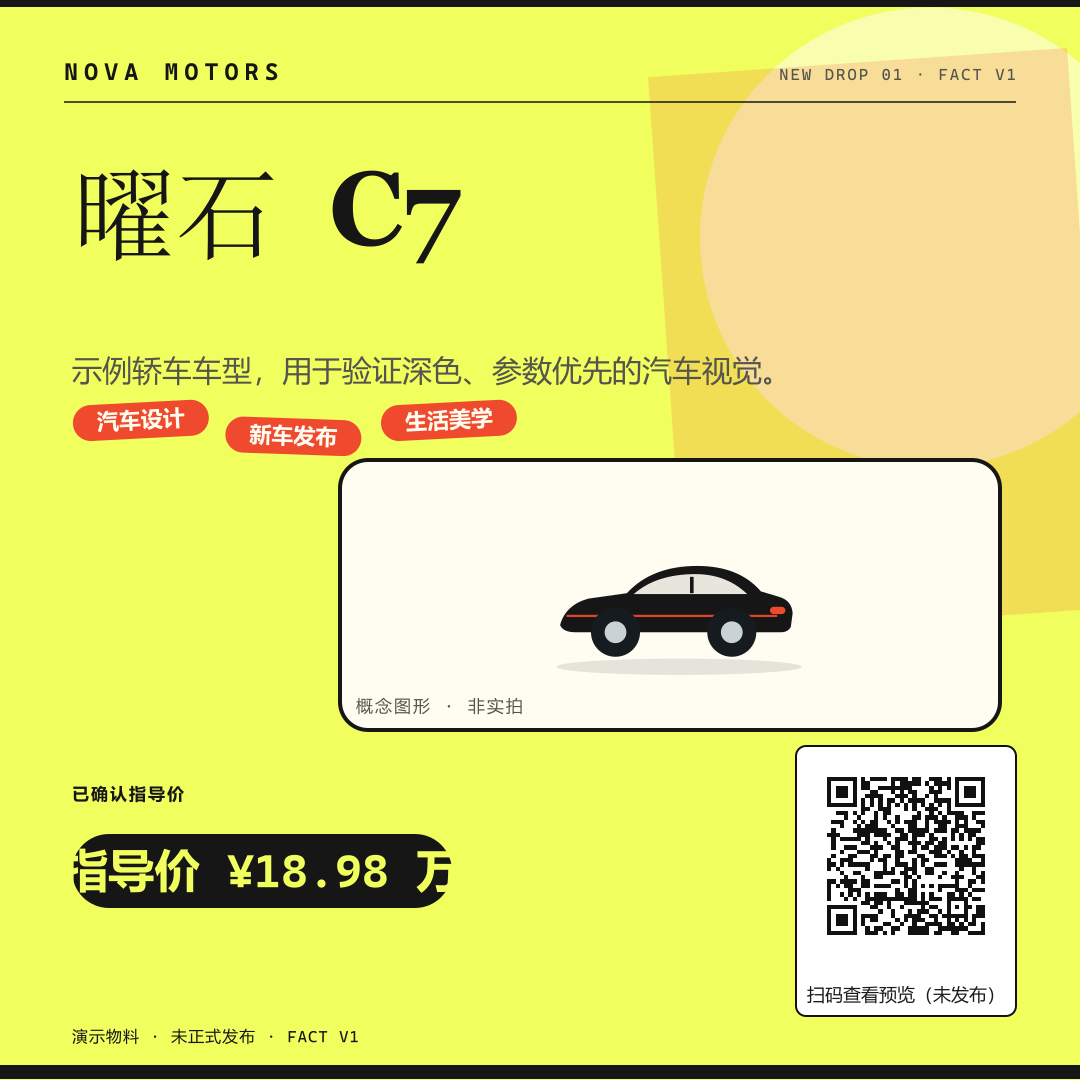 NOVA MOTORS
NEW DROP 01 · FACT V1
曜石 C7
示例轿车车型，用于验证深色、参数优先的汽车视觉。
汽车设计
新车发布
生活美学
概念图形 · 非实拍
已确认指导价
指导价 ¥18.98 万
扫码查看预览（未发布）
演示物料 · 未正式发布 · FACT V1